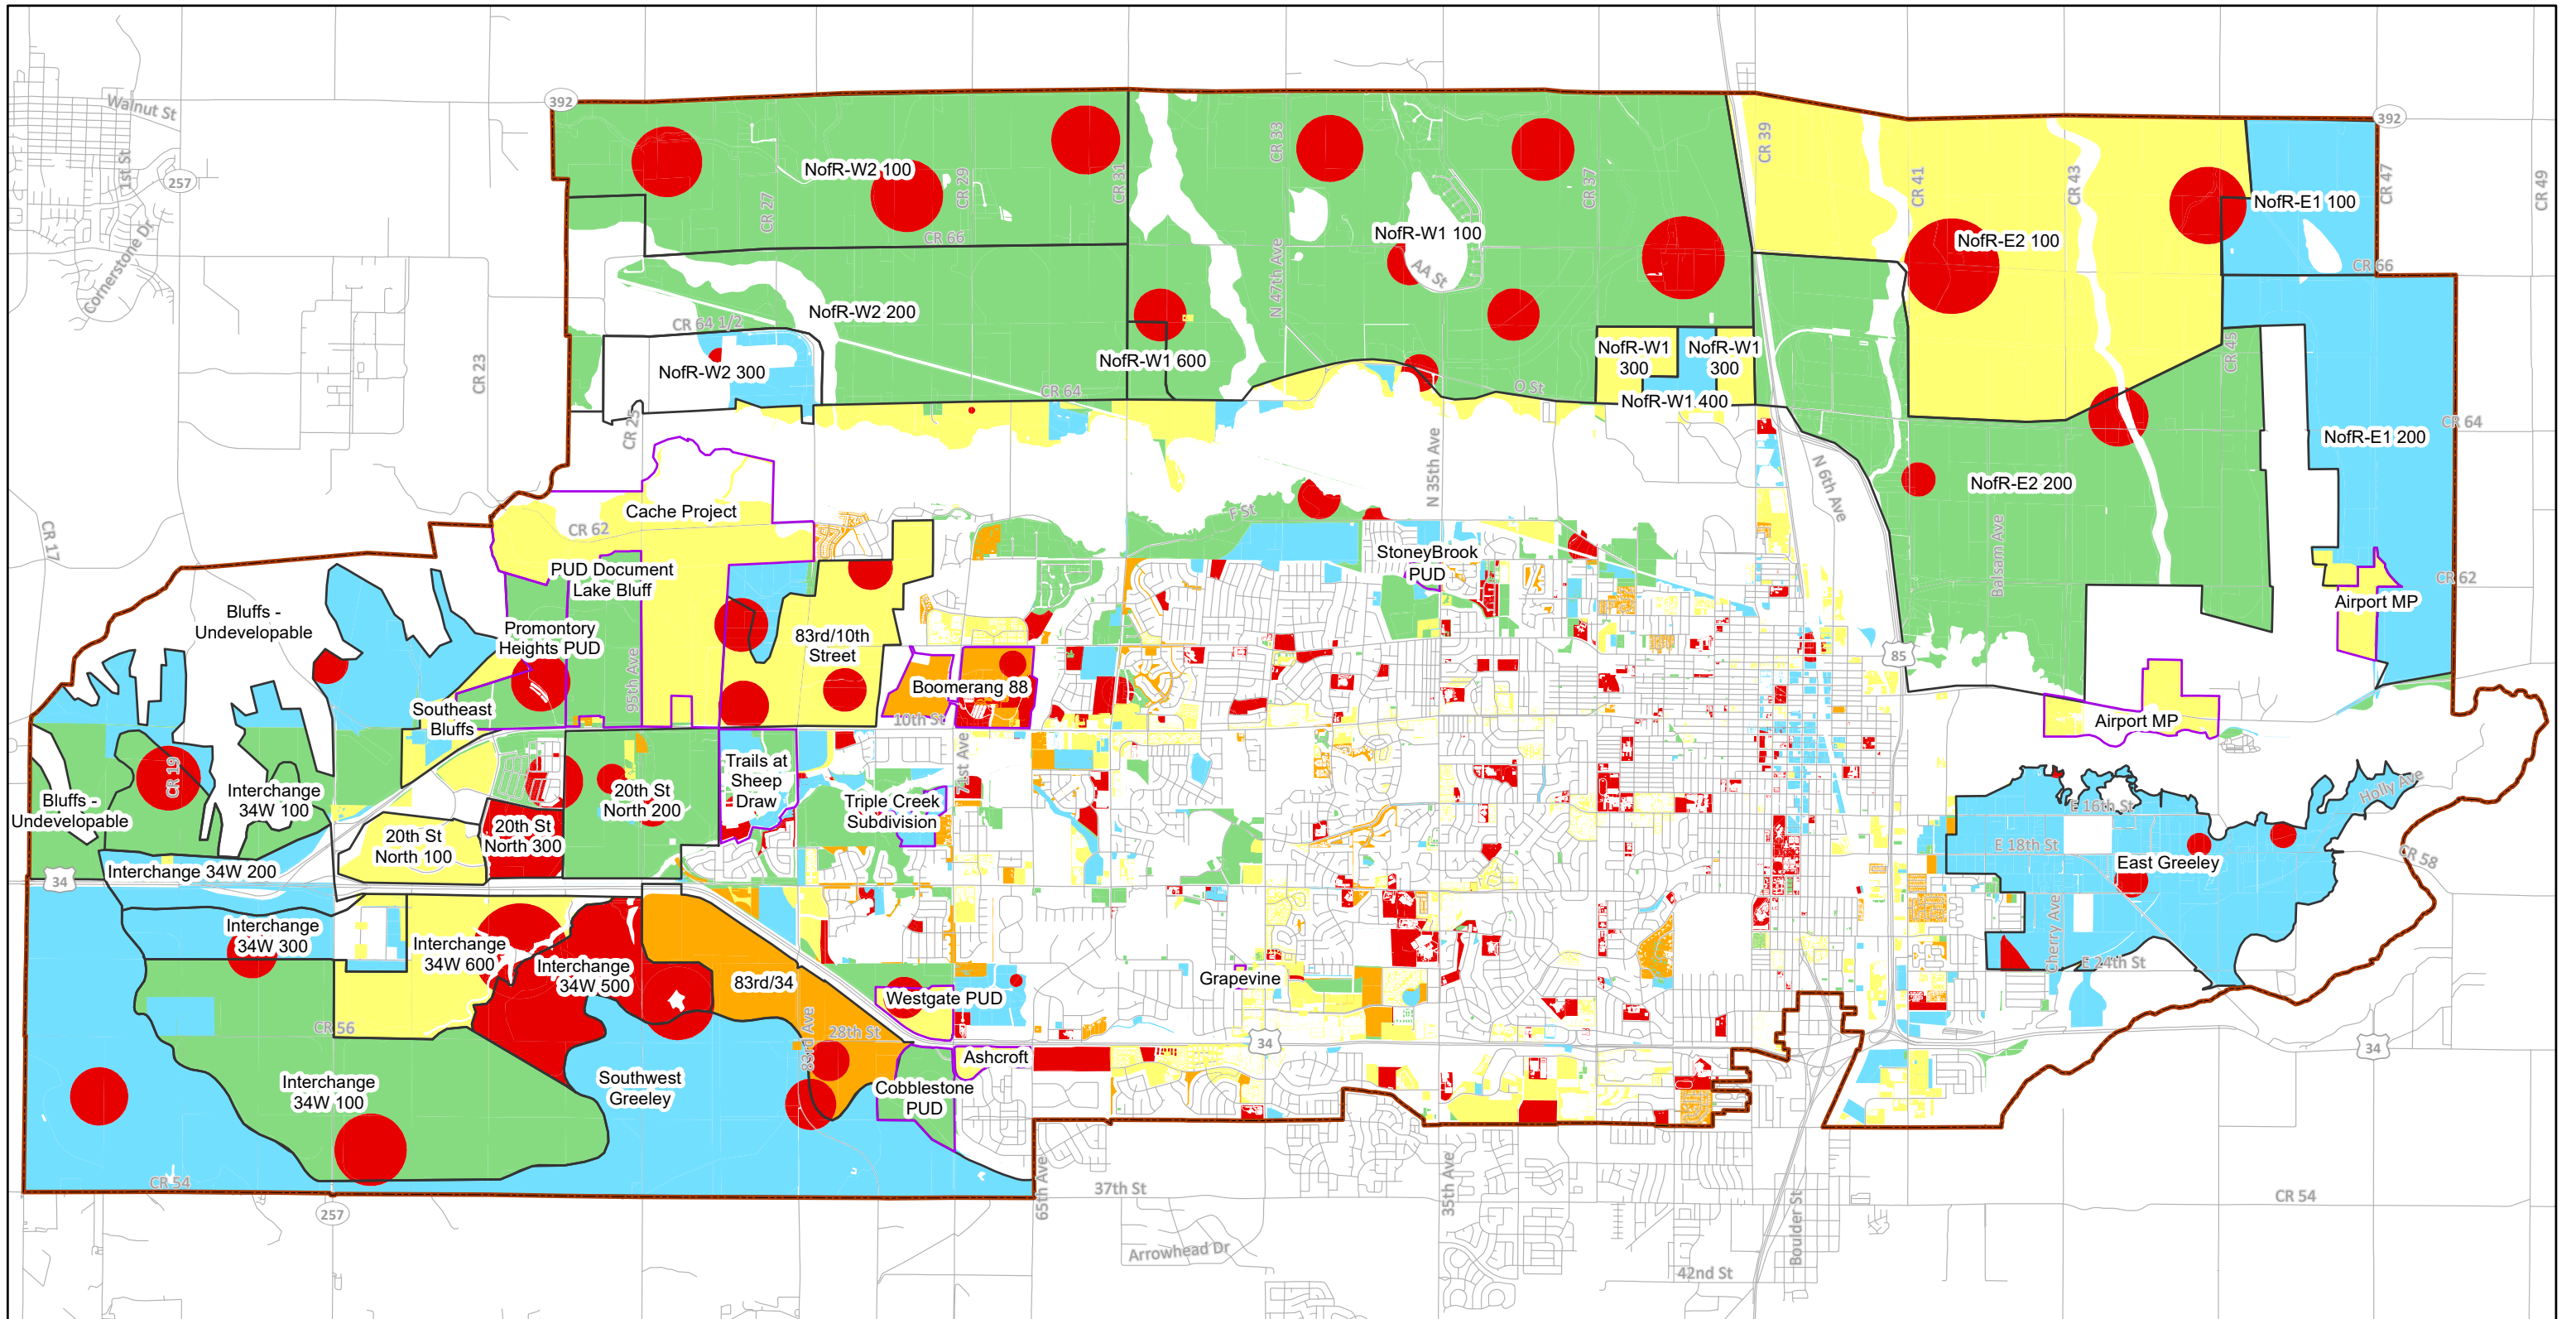 392
392
Walnut St
1st St
257
Cornerstone Dr
CR 27
NofR-W2 100
CR 29
CR 31
CR 66
CR 33
N 47th Ave
NofR-W1 100
AA St
CR 37
CR 39
CR 41
NofR-E2 100
CR 43
NofR-E1 100
CR 47
CR 49
CR 66
CR 23
CR 64 1/2
NofR-W2 200
NofR-W2 300
CR 25
CR 64
NofR-W1 600
O St
NofR-W1
300
NofR-W1
300
NofR-W1 400
CR 45
NofR-E1 200
CR 64
CR 17
Cache Project
CR 62
N 35th Ave
F St
N 6th Ave
NofR-E2 200
Balsam Ave
CR 62
PUD Document
Lake Bluff
StoneyBrook
PUD
Airport MP
Bluffs -
Undevelopable
Promontory
Heights PUD
95th Ave
83rd/10th
Street
Boomerang 88
10th St
85
Southeast
Bluffs
Airport MP
CR 19
Bluffs -
Undevelopable
Interchange
34W 100
20th St
North 100
20th St
North 300
20th St
North 200
Trails at
Sheep
Draw
Triple Creek
Subdivision
71st Ave
Interchange 34W 200
34
E 16th St
Holly Ave
E 18th St
East Greeley
CR 58
Cherry Ave
E 24th St
Interchange
34W 300
Interchange
34W 600
Interchange
34W 500
83rd/34
Westgate PUD
Grapevine
CR 56
83rd Ave
28th St
34
34
Ashcroft
Cobblestone
PUD
Interchange
34W 100
Southwest
Greeley
CR 54
257
65th Ave
37th St
35th Ave
Arrowhead Dr
42nd St
Boulder St
CR 54